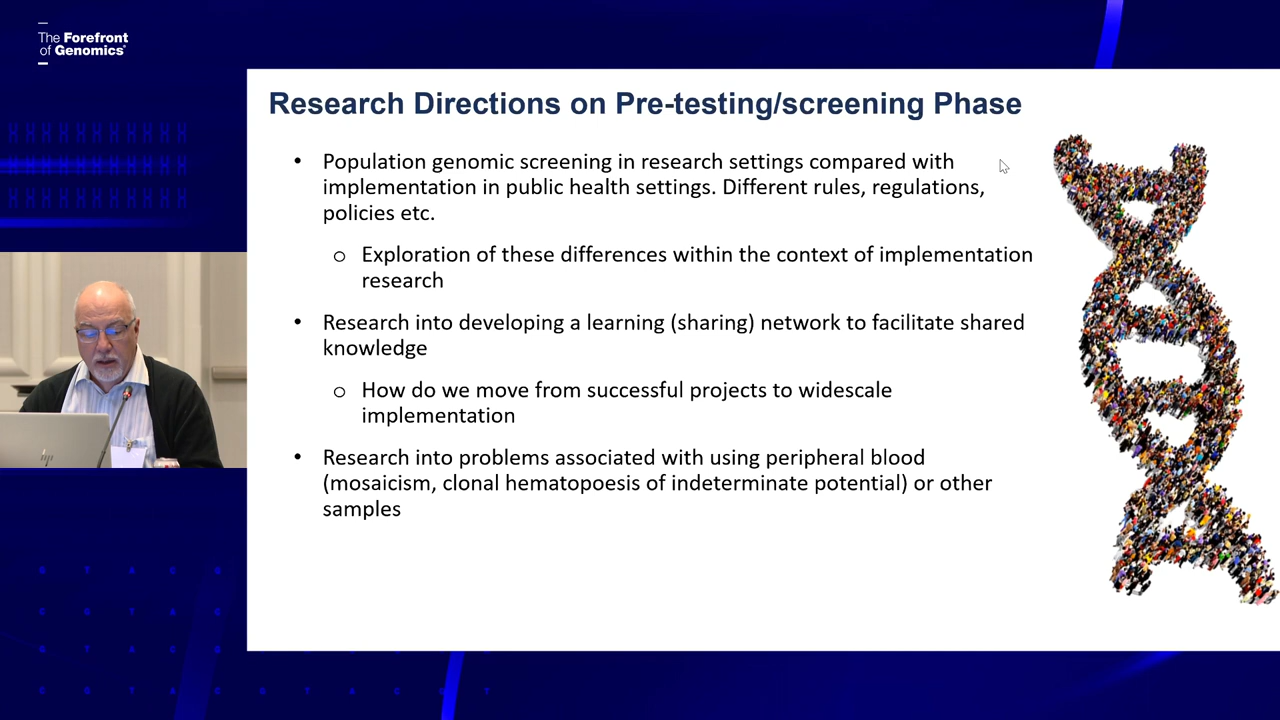 The Forefront
of Genomics®
Research Directions on Pre-testing/screening Phase
• Population genomic screening in research settings compared with
implementation in public health settings. Different rules, regulations,
policies etc.
o Exploration of these differences within the context of implementation
research
• Research into developing a learning (sharing) network to facilitate shared
knowledge
o How do we move from successful projects to widescale
implementation
• Research into problems associated with using peripheral blood
(mosaicism, clonal hematopoesis of indeterminate potential) or other
samples
hp